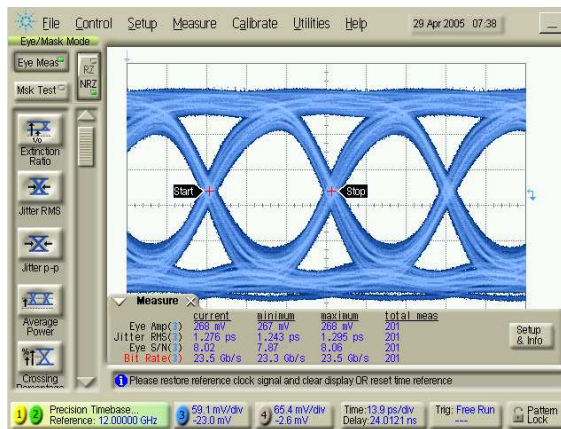 File Control Setup Measure Calibrate Utilities Help 29 Apr 2005 07:38
Eye/Mask Mode
Eye Meas
RZ
NRZ
Msk Test
Extinction Ratio
Jitter RMS
Jitter p-p
Average Power
Crossing Percentage
Start
Stop
Measure
current minimum maximum total meas
Eye Amp(3) 268 mV 267 mV 268 mV 201
Jitter RMS(3) 1.276 ps 1.243 ps 1.295 ps 201
Eye S/N(3) 8.02 7.87 8.06 201
Bit Rate(3) 23.5 Gb/s 23.3 Gb/s 23.5 Gb/s 201
Setup & Info
Please restore reference clock signal and clear display OR reset time reference
1 2 Precision Timebase... Reference: 12.00000 GHz
3 59.1 mV/div -23.0 mV
4 65.4 mV/div -2.6 mV
Time:13.9 ps/div Delay:24.0121 ns
Trig: Free Run ---
Pattern Lock